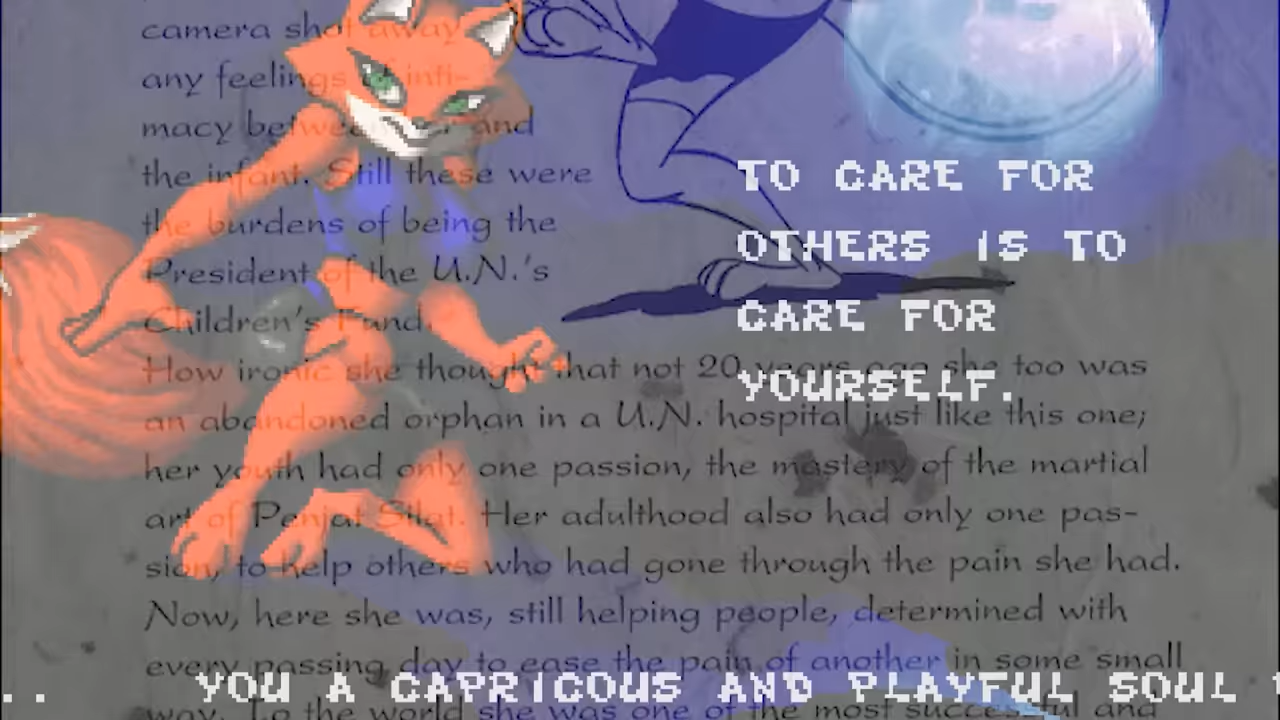 camera shot away
any feelings of inti-
macy between her and
the infant. Still these were
the burdens of being the
President of the U.N.'s
Children's Fund.
TO CARE FOR
OTHERS IS TO
CARE FOR
YOURSELF.
How ironic she thought that not 20 years ago she too was
an abandoned orphan in a U.N. hospital just like this one;
her youth had only one passion, the mastery of the martial
art of Penjat Silat. Her adulthood also had only one pas-
sion, to help others who had gone through the pain she had.
Now, here she was, still helping people, determined with
every passing day to ease the pain of another in some small
.. YOU A CAPRICOUS AND PLAYFUL SOUL
way. To the world she was one of the most successful and